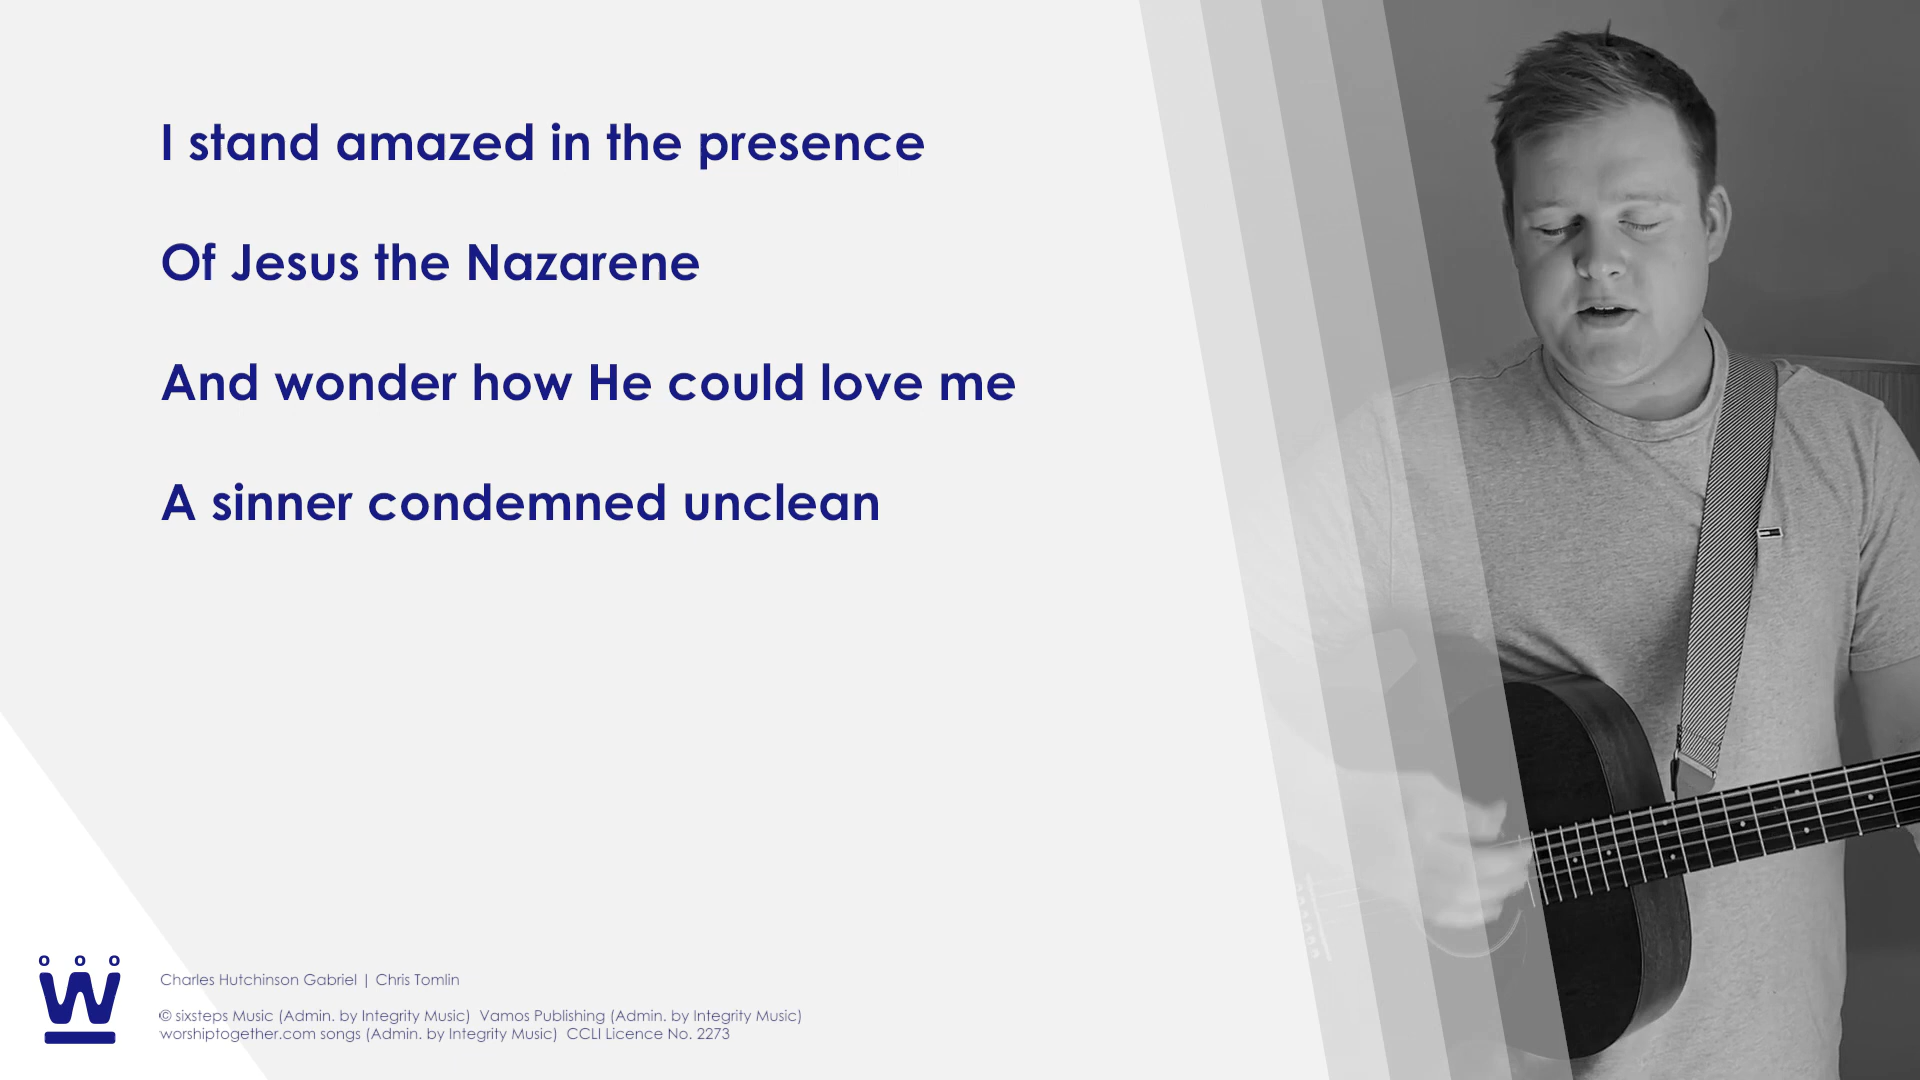 I stand amazed in the presence
Of Jesus the Nazarene
And wonder how He could love me
A sinner condemned unclean
W
Charles Hutchinson Gabriel | Chris Tomlin
© sixsteps Music (Admin. by Integrity Music)  Vamos Publishing (Admin. by Integrity Music)
worshiptogether.com songs (Admin. by Integrity Music)  CCLI Licence No. 2273